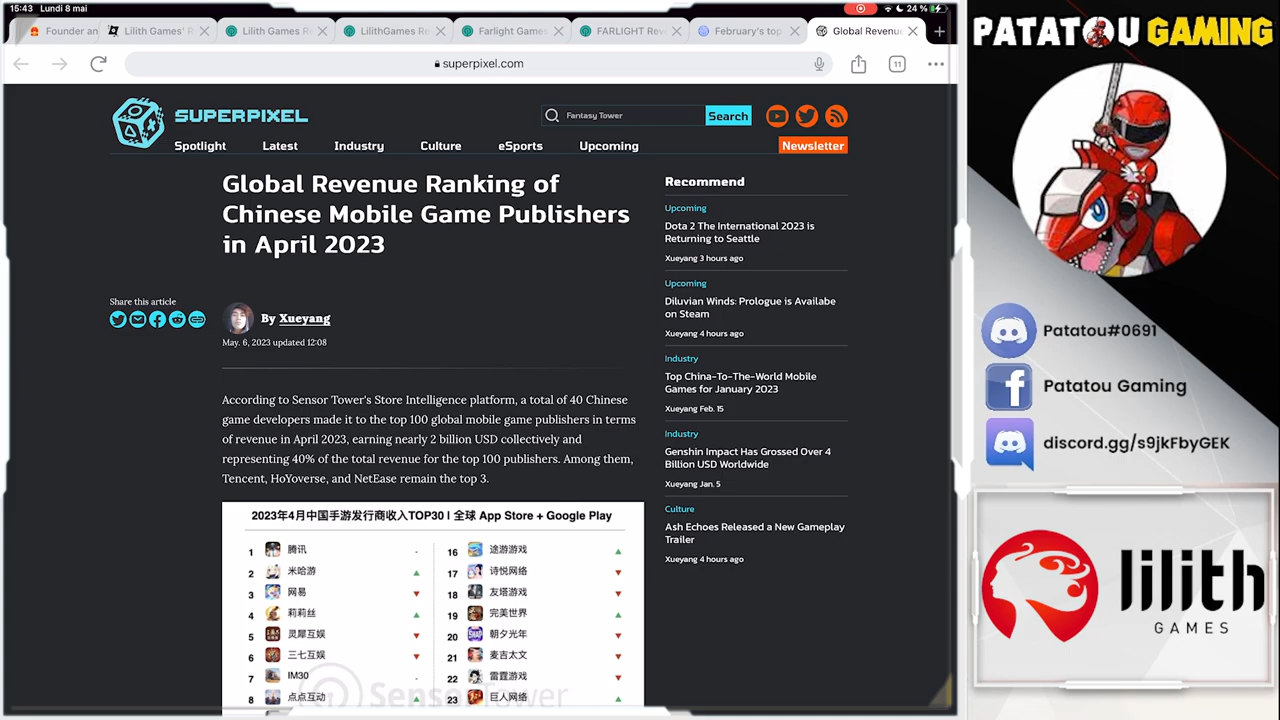 15:43 Lundi 8 mai
24 %
Founder an
Lilith Games' R
Lilith Games Re
LilithGames Re
Farlight Games
FARLIGHT Reve
February's top
Global Revenue
superpixel.com
11
SUPERPIXEL
Fantasy Tower
Search
Spotlight
Latest
Industry
Culture
eSports
Upcoming
Newsletter
Global Revenue Ranking of
Chinese Mobile Game Publishers
in April 2023
Share this article
By Xueyang
May. 6, 2023 updated 12:08
According to Sensor Tower's Store Intelligence platform, a total of 40 Chinese
game developers made it to the top 100 global mobile game publishers in terms
of revenue in April 2023, earning nearly 2 billion USD collectively and
representing 40% of the total revenue for the top 100 publishers. Among them,
Tencent, HoYoverse, and NetEase remain the top 3.
2023年4月中国手游发行商收入TOP30 | 全球 App Store + Google Play
1 腾讯 -
2 米哈游
3 网易
4 莉莉丝
5 灵犀互娱
6 三七互娱
7 IM30 -
8 点点互动
16 途游游戏
17 诗悦网络
18 友塔游戏
19 完美世界
20 朝夕光年
21 麦吉太文
22 雷霆游戏
23 巨人网络
SensorTower
Recommend
Upcoming
Dota 2 The International 2023 is
Returning to Seattle
Xueyang 3 hours ago
Upcoming
Diluvian Winds: Prologue is Availabe
on Steam
Xueyang 4 hours ago
Industry
Top China-To-The-World Mobile
Games for January 2023
Xueyang Feb. 15
Industry
Genshin Impact Has Grossed Over 4
Billion USD Worldwide
Xueyang Jan. 5
Culture
Ash Echoes Released a New Gameplay
Trailer
Xueyang 4 hours ago
PATATOU GAMING
Patatou#0691
Patatou Gaming
discord.gg/s9jkFbyGEK
lilith
GAMES